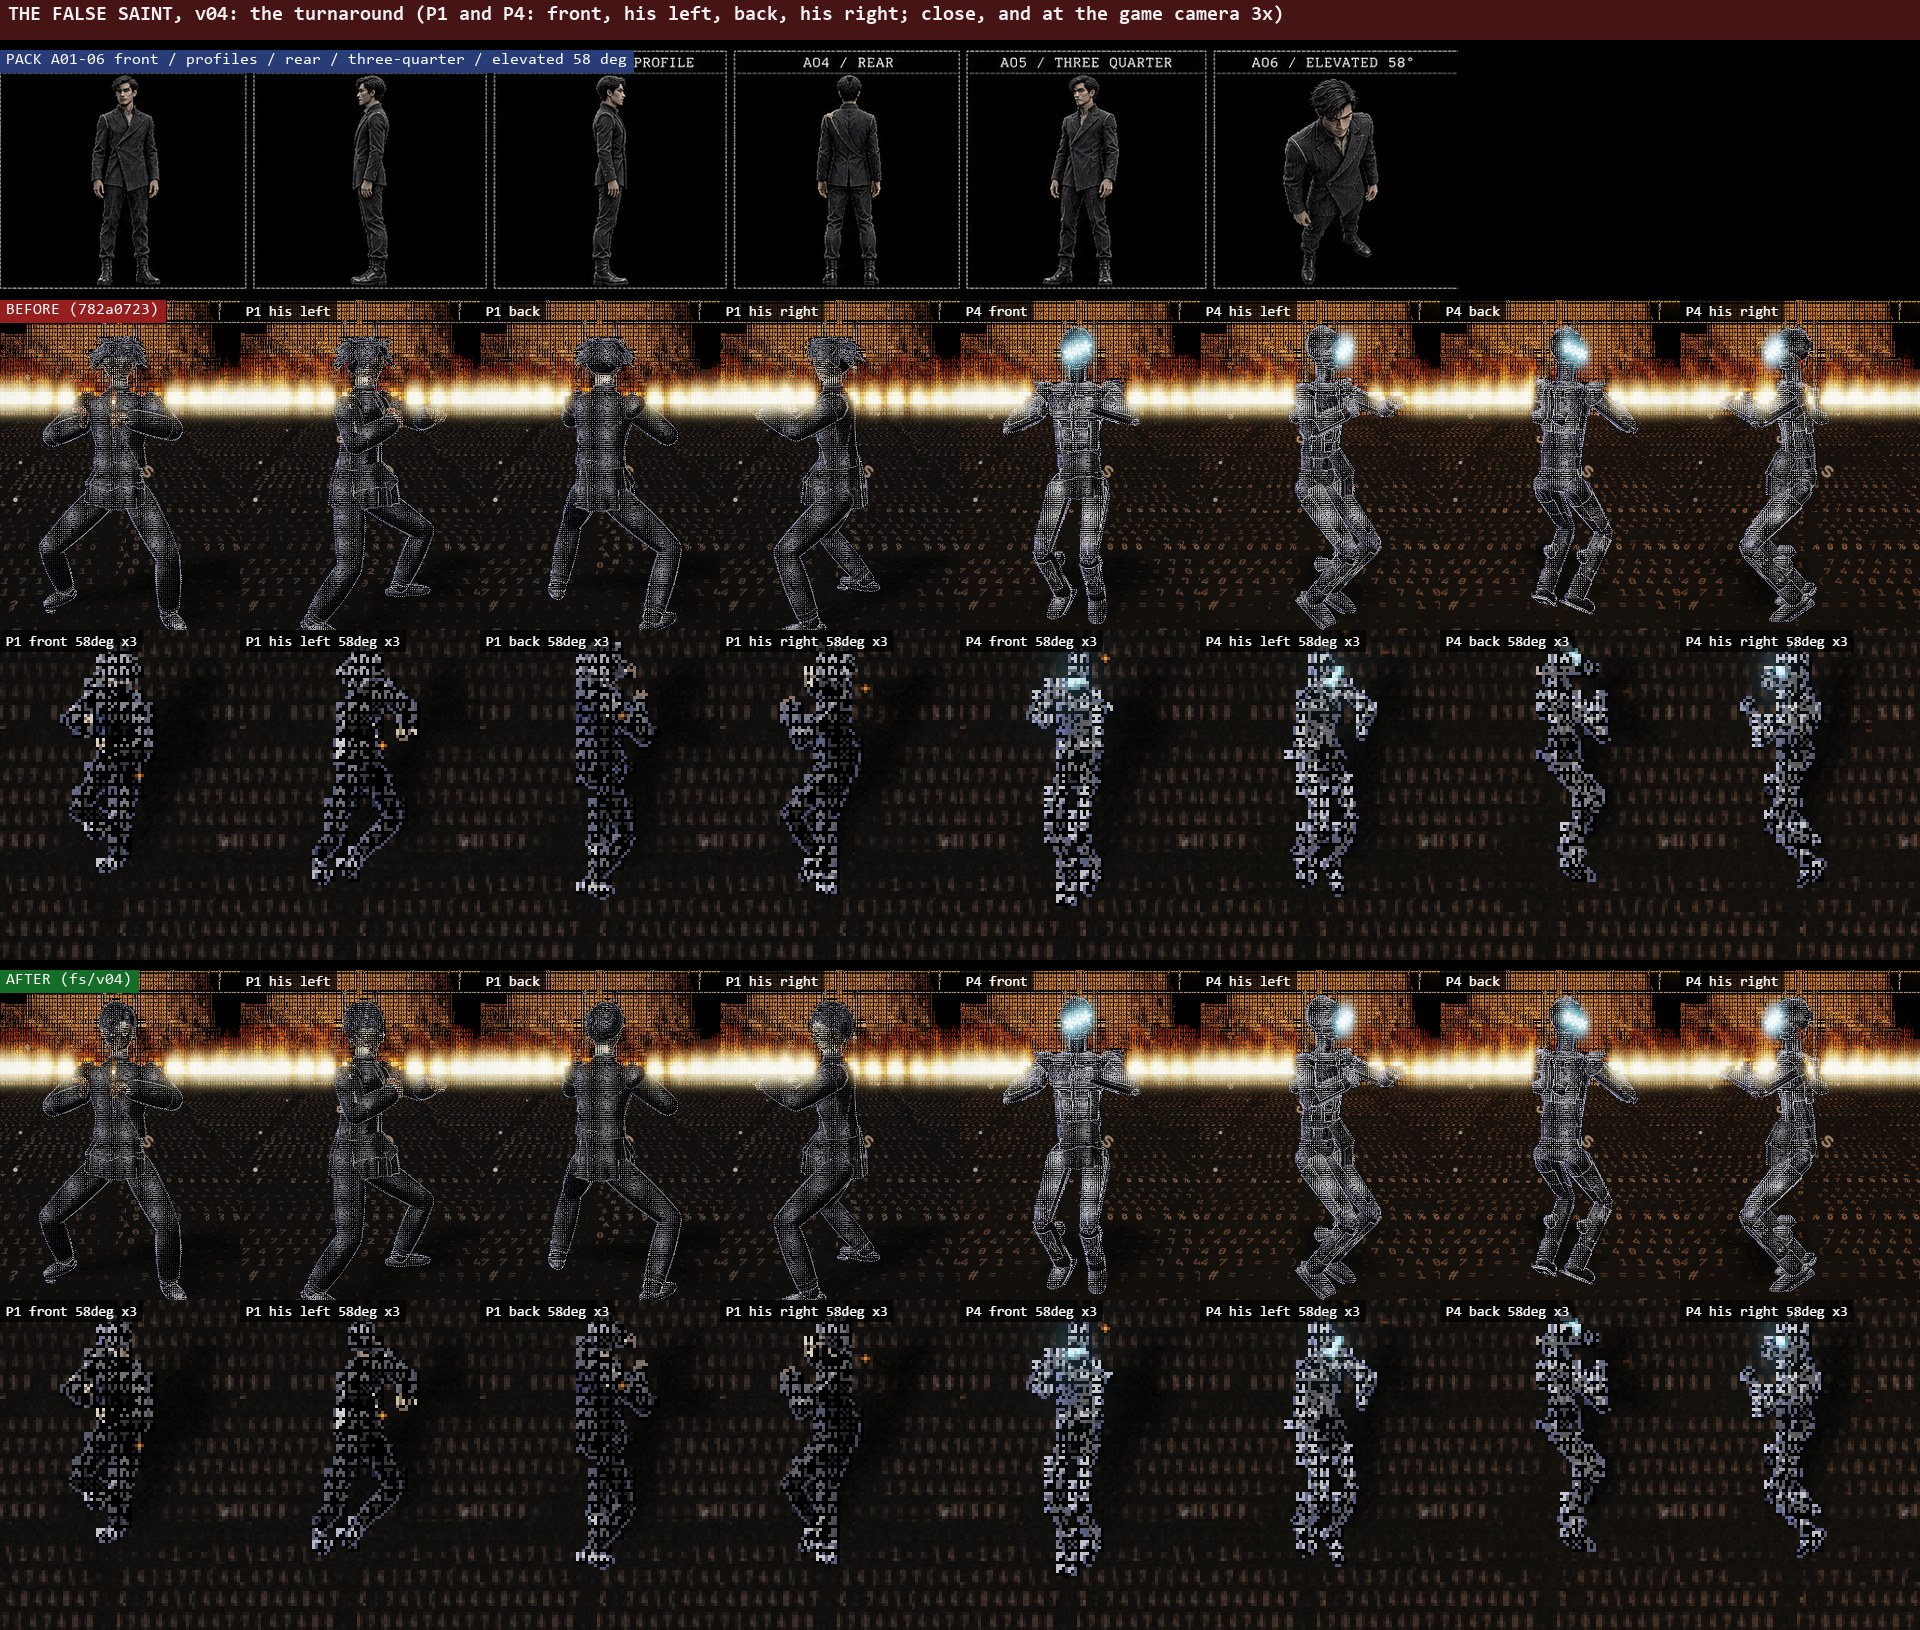 THE FALSE SAINT, v04: the turnaround (P1 and P4: front, his left, back, his right; close, and at the game camera 3x)
PACK A01-06 front / profiles / rear / three-quarter / elevated 58 deg
PROFILE
A04 / REAR
A05 / THREE QUARTER
A06 / ELEVATED 58°
BEFORE (782a0723)
P1 his left
P1 back
P1 his right
P4 front
P4 his left
P4 back
P4 his right
P1 front 58deg x3
P1 his left 58deg x3
P1 back 58deg x3
P1 his right 58deg x3
P4 front 58deg x3
P4 his left 58deg x3
P4 back 58deg x3
P4 his right 58deg x3
AFTER (fs/v04)
P1 his left
P1 back
P1 his right
P4 front
P4 his left
P4 back
P4 his right
P1 front 58deg x3
P1 his left 58deg x3
P1 back 58deg x3
P1 his right 58deg x3
P4 front 58deg x3
P4 his left 58deg x3
P4 back 58deg x3
P4 his right 58deg x3